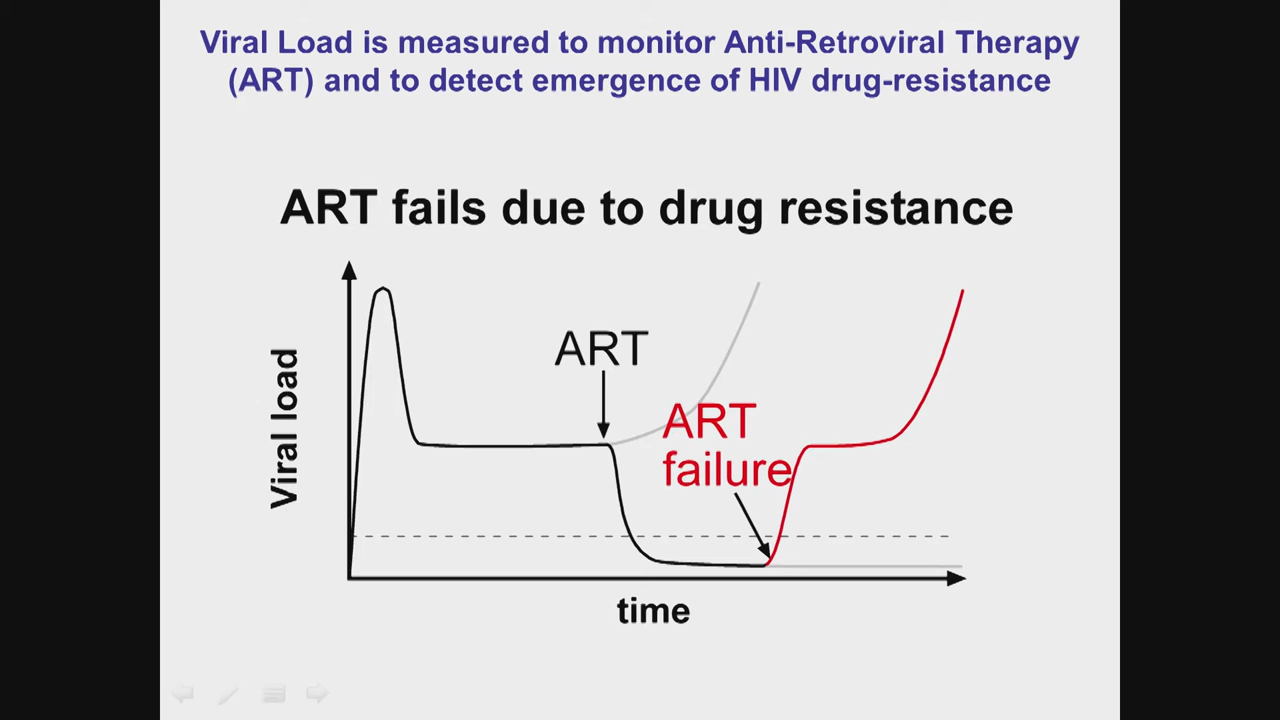 Viral Load is measured to monitor Anti-Retroviral Therapy
(ART) and to detect emergence of HIV drug-resistance
ART fails due to drug resistance
Viral load
ART
ART
failure
time